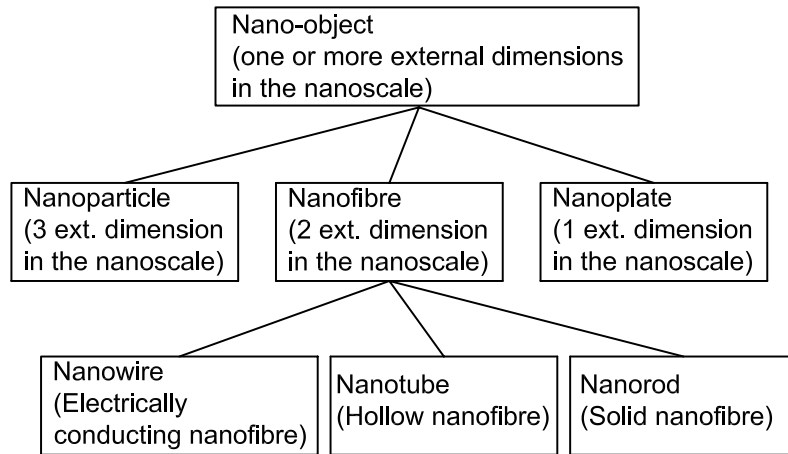 Nano-object
(one or more external dimensions
in the nanoscale)
Nanoparticle
(3 ext. dimension
in the nanoscale)
Nanofibre
(2 ext. dimension
in the nanoscale)
Nanoplate
(1 ext. dimension
in the nanoscale)
Nanowire
(Electrically
conducting nanofibre)
Nanotube
(Hollow nanofibre)
Nanorod
(Solid nanofibre)